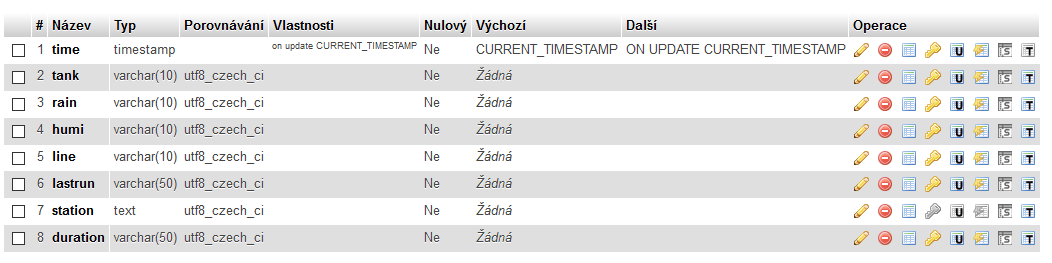 # Název Typ Porovnávání Vlastnosti Nulový Výchozí Další Operace
1 time timestamp on update CURRENT_TIMESTAMP Ne CURRENT_TIMESTAMP ON UPDATE CURRENT_TIMESTAMP
2 tank varchar(10) utf8_czech_ci Ne Žádná
3 rain varchar(10) utf8_czech_ci Ne Žádná
4 humi varchar(10) utf8_czech_ci Ne Žádná
5 line varchar(10) utf8_czech_ci Ne Žádná
6 lastrun varchar(50) utf8_czech_ci Ne Žádná
7 station text utf8_czech_ci Ne Žádná
8 duration varchar(50) utf8_czech_ci Ne Žádná